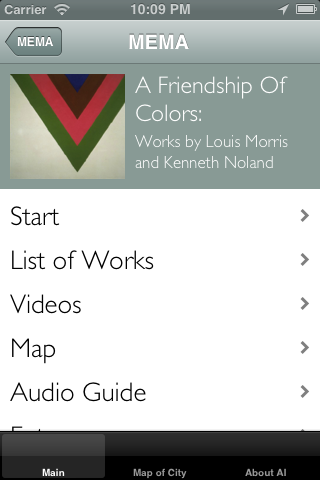 Carrier 10:09 PM
MEMA MEMA
A Friendship Of
Colors:
Works by Louis Morris
and Kenneth Noland
Start
List of Works
Videos
Map
Audio Guide
Main Map of City About AI